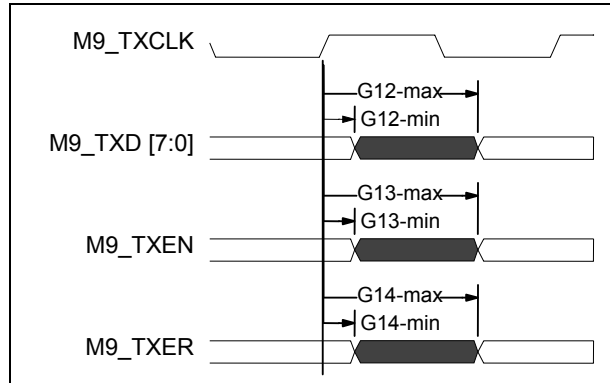 M9_TXCLK
G12-max
G12-min
M9_TXD [7:0]
G13-max
G13-min
M9_TXEN
G14-max
G14-min
M9_TXER